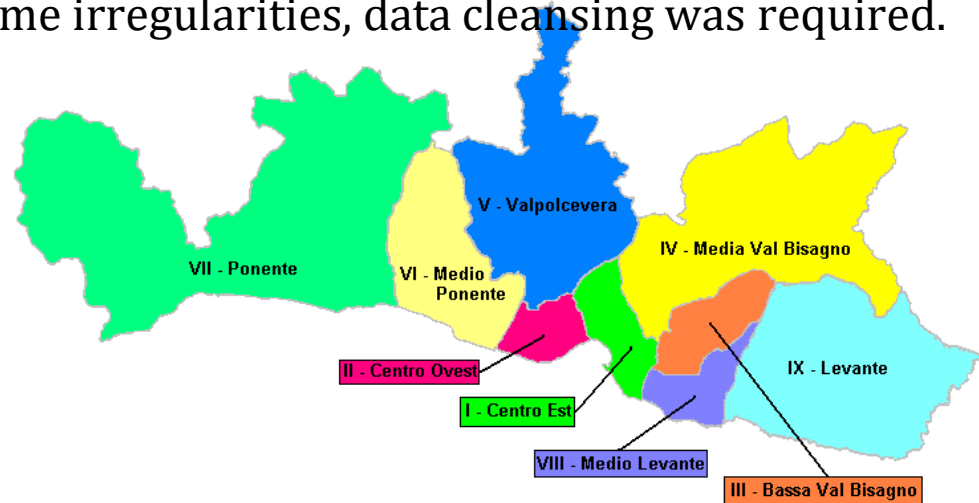 me irregularities, data cleansing was required.
V - Valpolcevera
IV - Media Val Bisagno
VII - Ponente
VI - Medio
Ponente
II - Centro Ovest
IX - Levante
I - Centro Est
VIII - Medio Levante
III - Bassa Val Bisagno